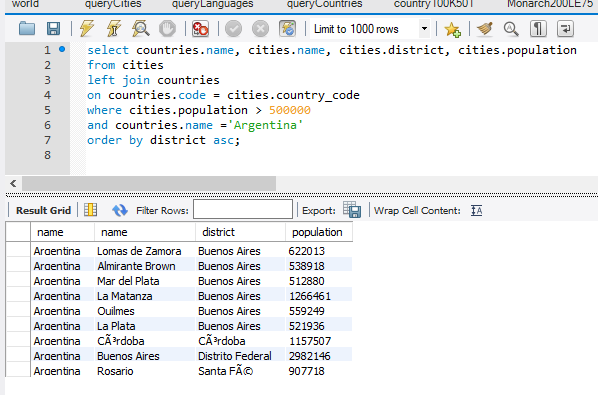 world queryCities queryLanguages queryCountries country100K50T Monarch200LE75
Limit to 1000 rows
1 select countries.name, cities.name, cities.district, cities.population
2 from cities
3 left join countries
4 on countries.code = cities.country_code
5 where cities.population > 500000
6 and countries.name ='Argentina'
7 order by district asc;
8
Result Grid Filter Rows: Export: Wrap Cell Content: IA
name name district population
Argentina Lomas de Zamora Buenos Aires 622013
Argentina Almirante Brown Buenos Aires 538918
Argentina Mar del Plata Buenos Aires 512880
Argentina La Matanza Buenos Aires 1266461
Argentina Quilmes Buenos Aires 559249
Argentina La Plata Buenos Aires 521936
Argentina CÃ³rdoba CÃ³rdoba 1157507
Argentina Buenos Aires Distrito Federal 2982146
Argentina Rosario Santa FÃ© 907718